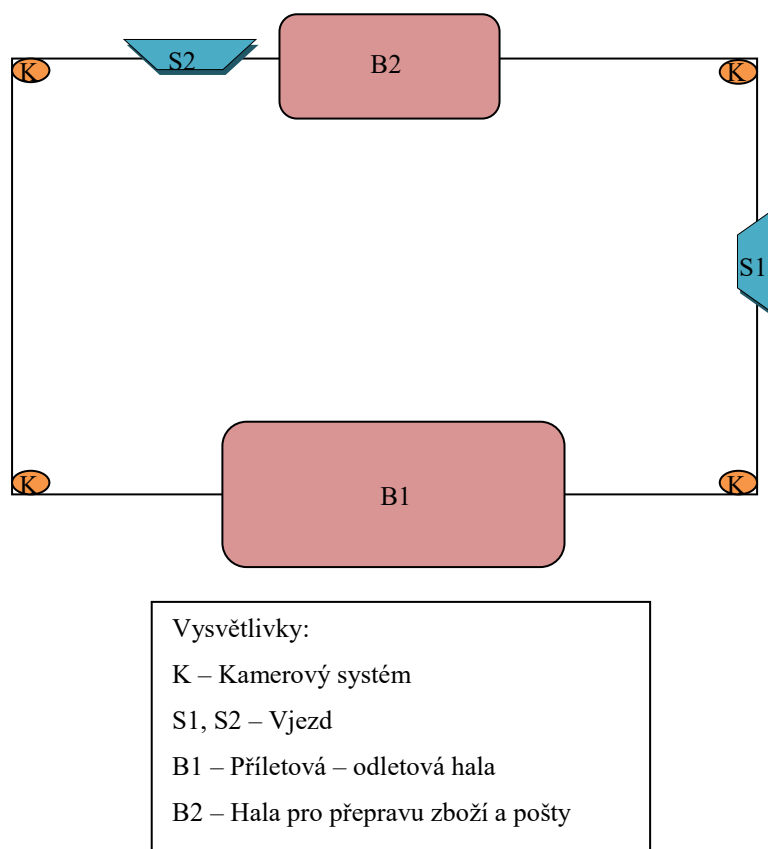 K
S2
B2
K
S1
K
B1
K
Vysvětlivky:
K – Kamerový systém
S1, S2 – Vjezd
B1 – Příletová – odletová hala
B2 – Hala pro přepravu zboží a pošty